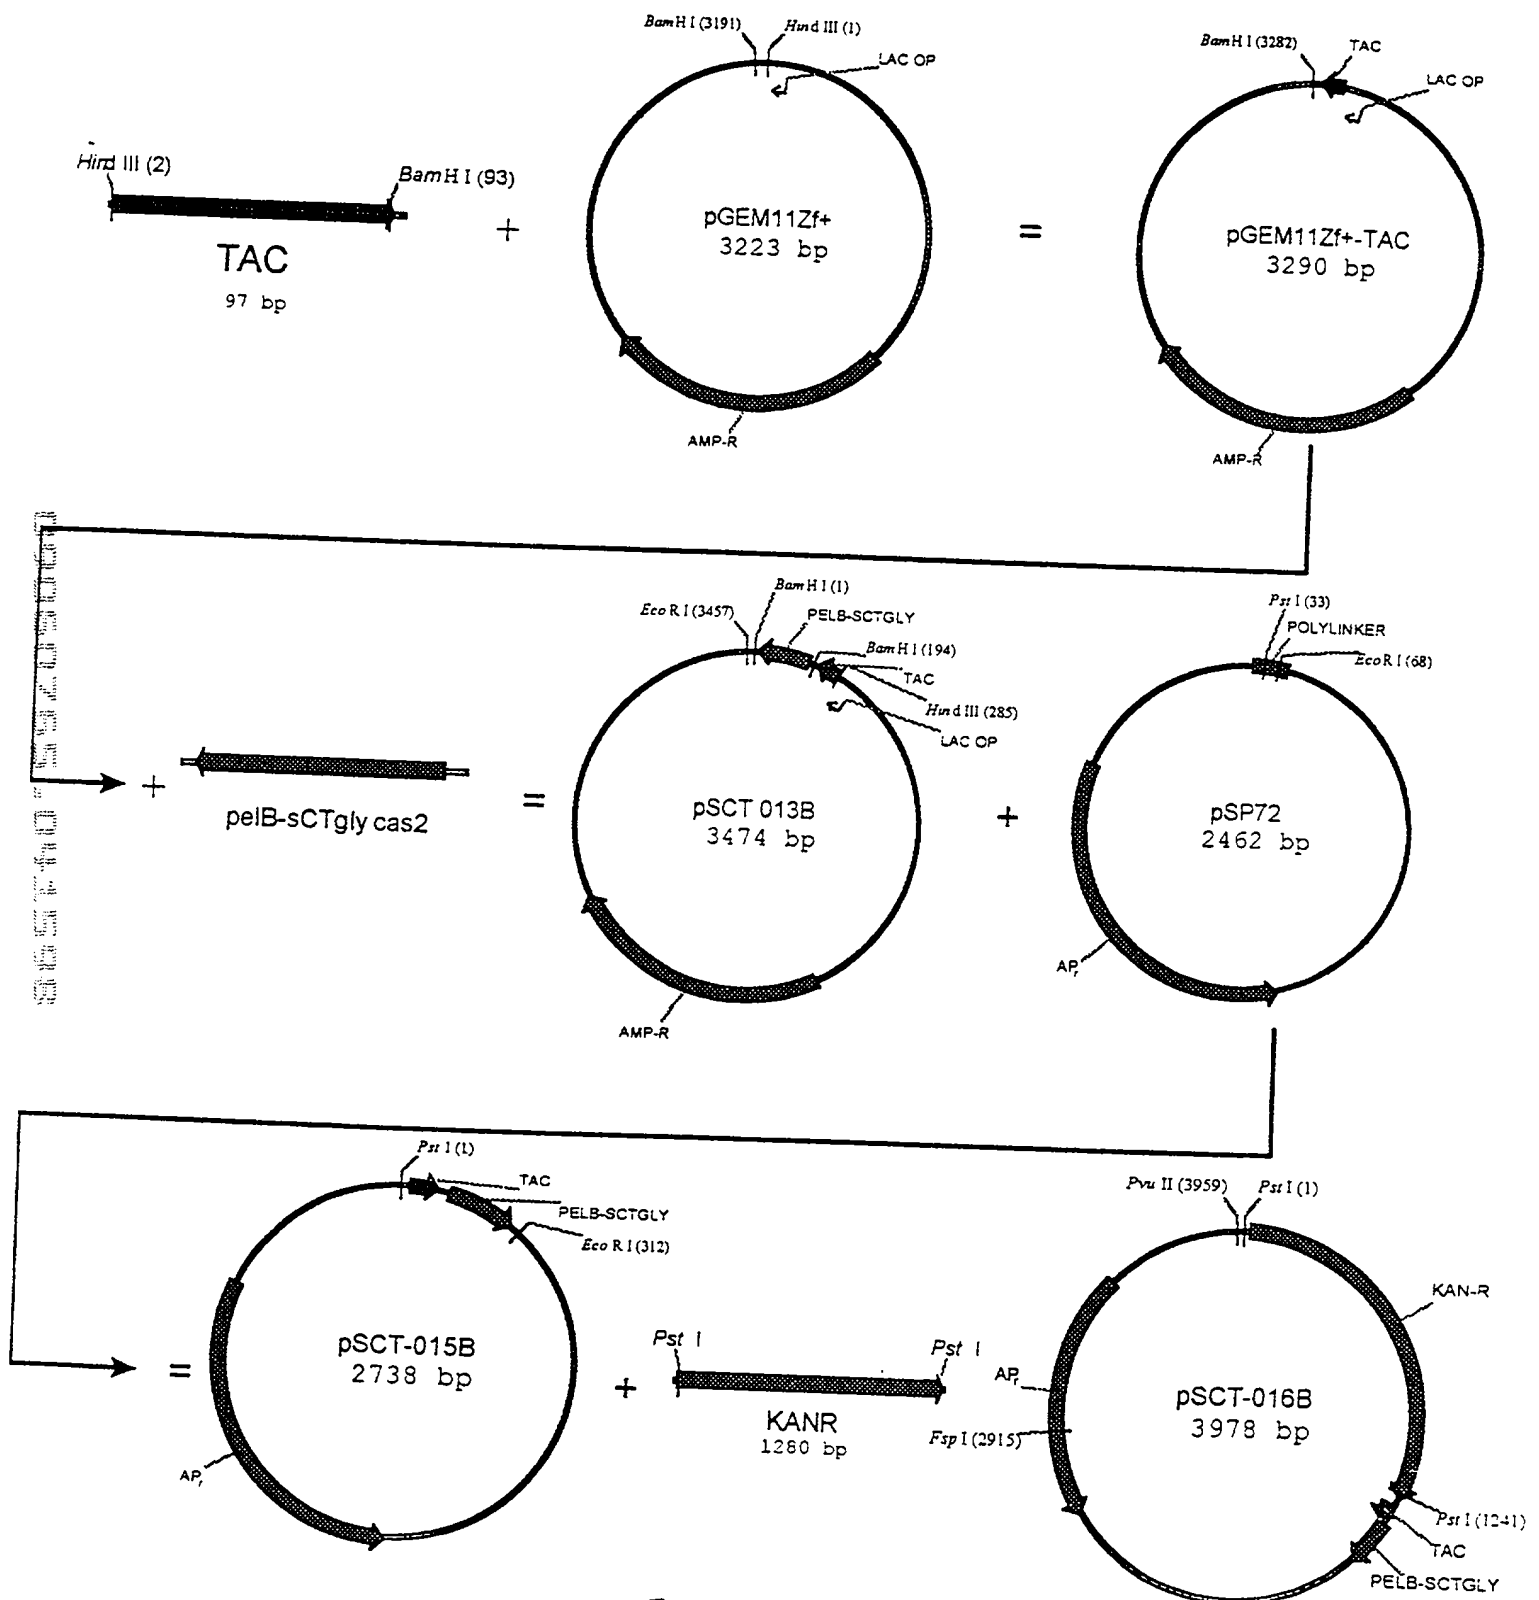 BamH I (3191)
Hind III (1)
LAC OP
BamH I (3282)
TAC
LAC OP
Hind III (2)
BamH I (93)
TAC
97 bp
+
pGEM11Zf+
3223 bp
=
pGEM11Zf+-TAC
3290 bp
AMP-R
AMP-R
BamH I (1)
EcoR I (3457)
PELB-SCTGLY
BamH I (194)
TAC
Hind III (285)
LAC OP
Pst I (33)
POLYLINKER
EcoR I (68)
+
pelB-sCTgly cas2
=
pSCT 013B
3474 bp
+
pSP72
2462 bp
APr
AMP-R
Pst I (1)
TAC
PELB-SCTGLY
EcoR I (312)
Pvu II (3959)
Pst I (1)
KAN-R
=
pSCT-015B
2738 bp
+
Pst I
Pst I
KANR
1280 bp
APr
Fsp I (2915)
pSCT-016B
3978 bp
APr
Pst I (1241)
TAC
PELB-SCTGLY